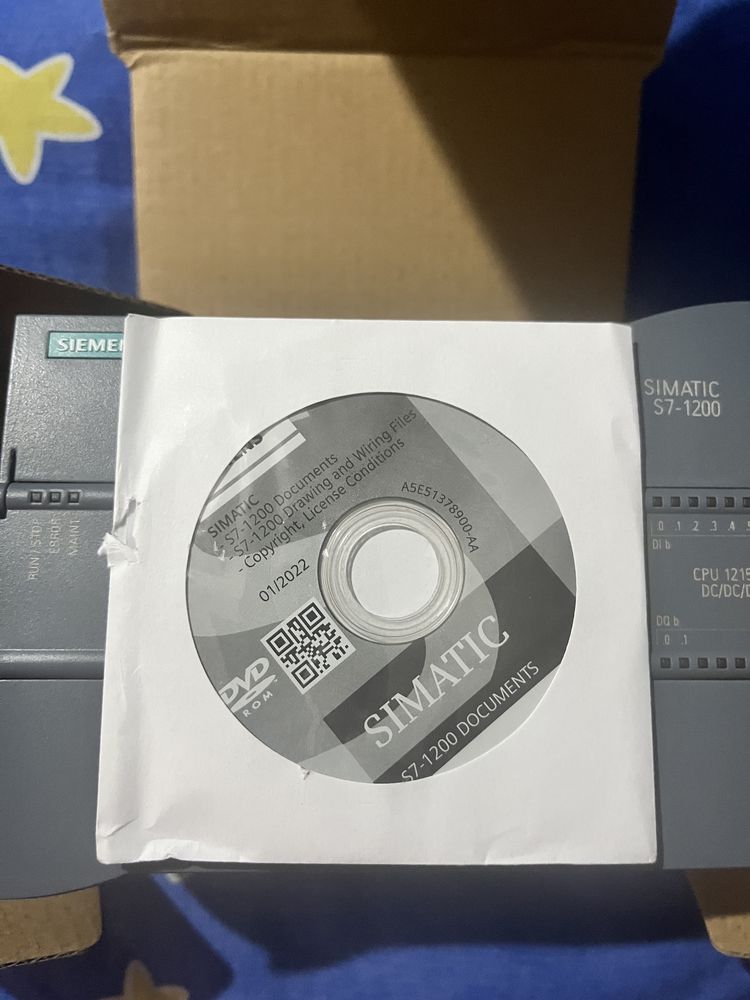 SIEME
SIMATIC
S7-1200
RUN / STOP
ERROR
MAINT
.0 .1 .2 .3 .4 .5
DI b
CPU 1215
DC/DC/D
DQ b
.0 .1
NS
SIMATIC
- S7-1200 Documents
- S7-1200 Drawing and Wiring Files
- Copyright, License Conditions
A5E51378900-AA
01/2022
DVD
ROM
SIMATIC
S7-1200 DOCUMENTS